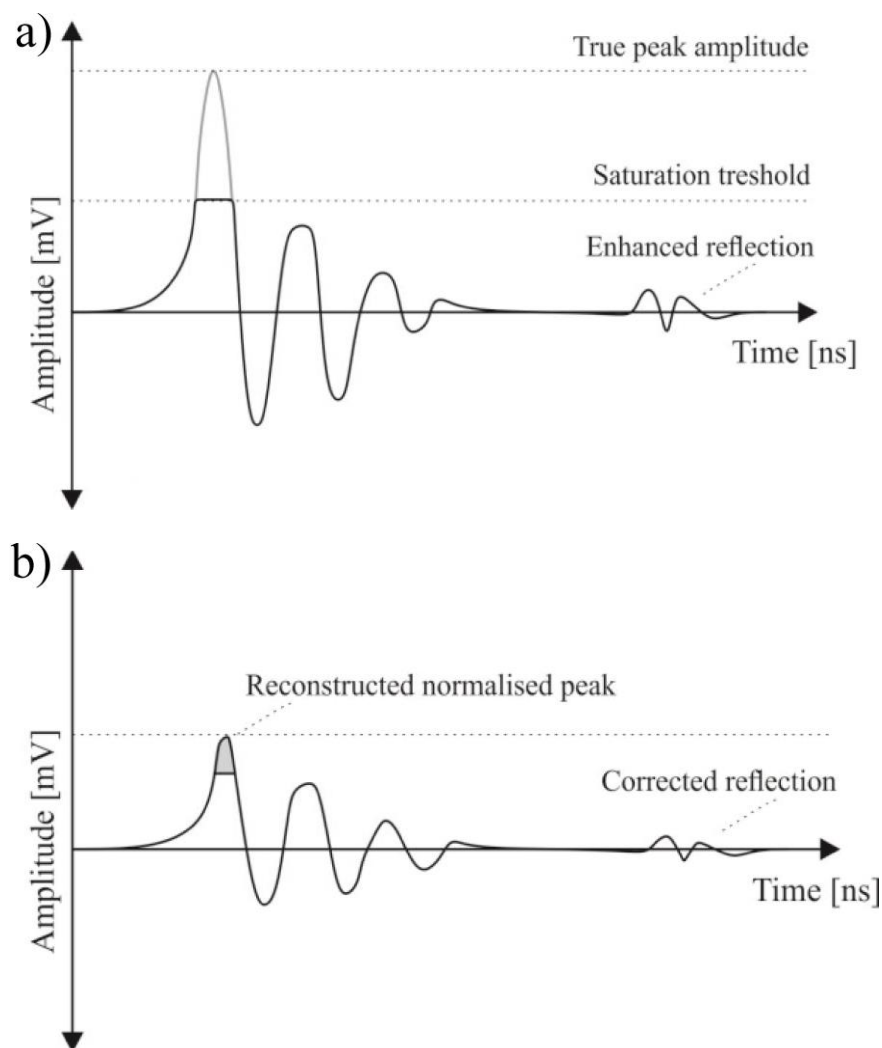 a)
True peak amplitude
Saturation treshold
Enhanced reflection
Amplitude [mV]
Time [ns]
b)
Reconstructed normalised peak
Corrected reflection
Amplitude [mV]
Time [ns]